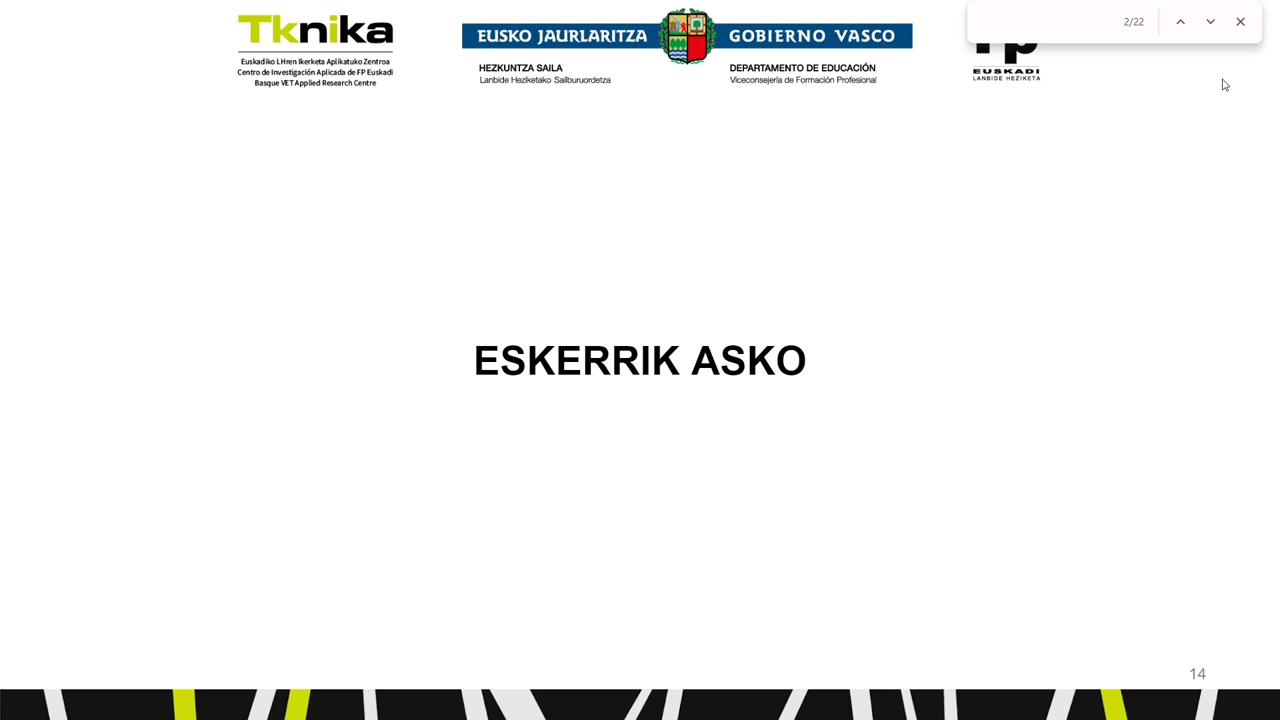 Tknika
Euskadiko LHren Ikerketa Aplikatuko Zentroa
Centro de Investigación Aplicada de FP Euskadi
Basque VET Applied Research Centre
EUSKO JAURLARITZA
GOBIERNO VASCO
HEZKUNTZA SAILA
Lanbide Heziketako Sailburuordetza
DEPARTAMENTO DE EDUCACIÓN
Viceconsejería de Formación Profesional
2/22
EUSKADI
LANBIDE HEZIKETA
ESKERRIK ASKO
14